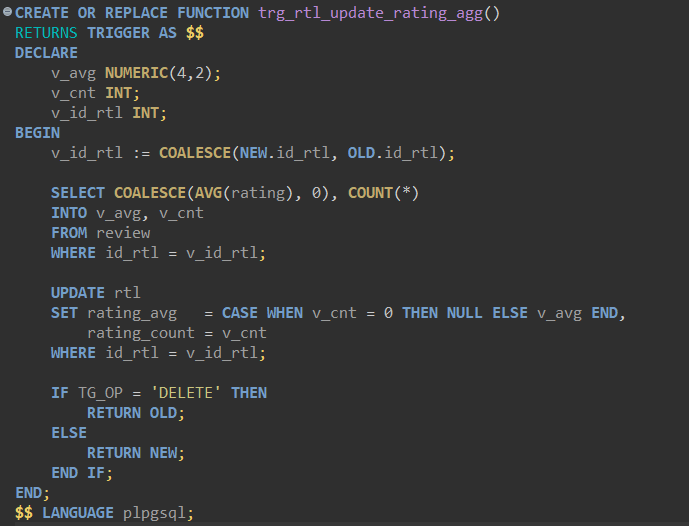 CREATE OR REPLACE FUNCTION trg_rtl_update_rating_agg()
RETURNS TRIGGER AS $$
DECLARE
    v_avg NUMERIC(4,2);
    v_cnt INT;
    v_id_rtl INT;
BEGIN
    v_id_rtl := COALESCE(NEW.id_rtl, OLD.id_rtl);

    SELECT COALESCE(AVG(rating), 0), COUNT(*)
    INTO v_avg, v_cnt
    FROM review
    WHERE id_rtl = v_id_rtl;

    UPDATE rtl
    SET rating_avg   = CASE WHEN v_cnt = 0 THEN NULL ELSE v_avg END,
        rating_count = v_cnt
    WHERE id_rtl = v_id_rtl;

    IF TG_OP = 'DELETE' THEN
        RETURN OLD;
    ELSE
        RETURN NEW;
    END IF;
END;
$$ LANGUAGE plpgsql;